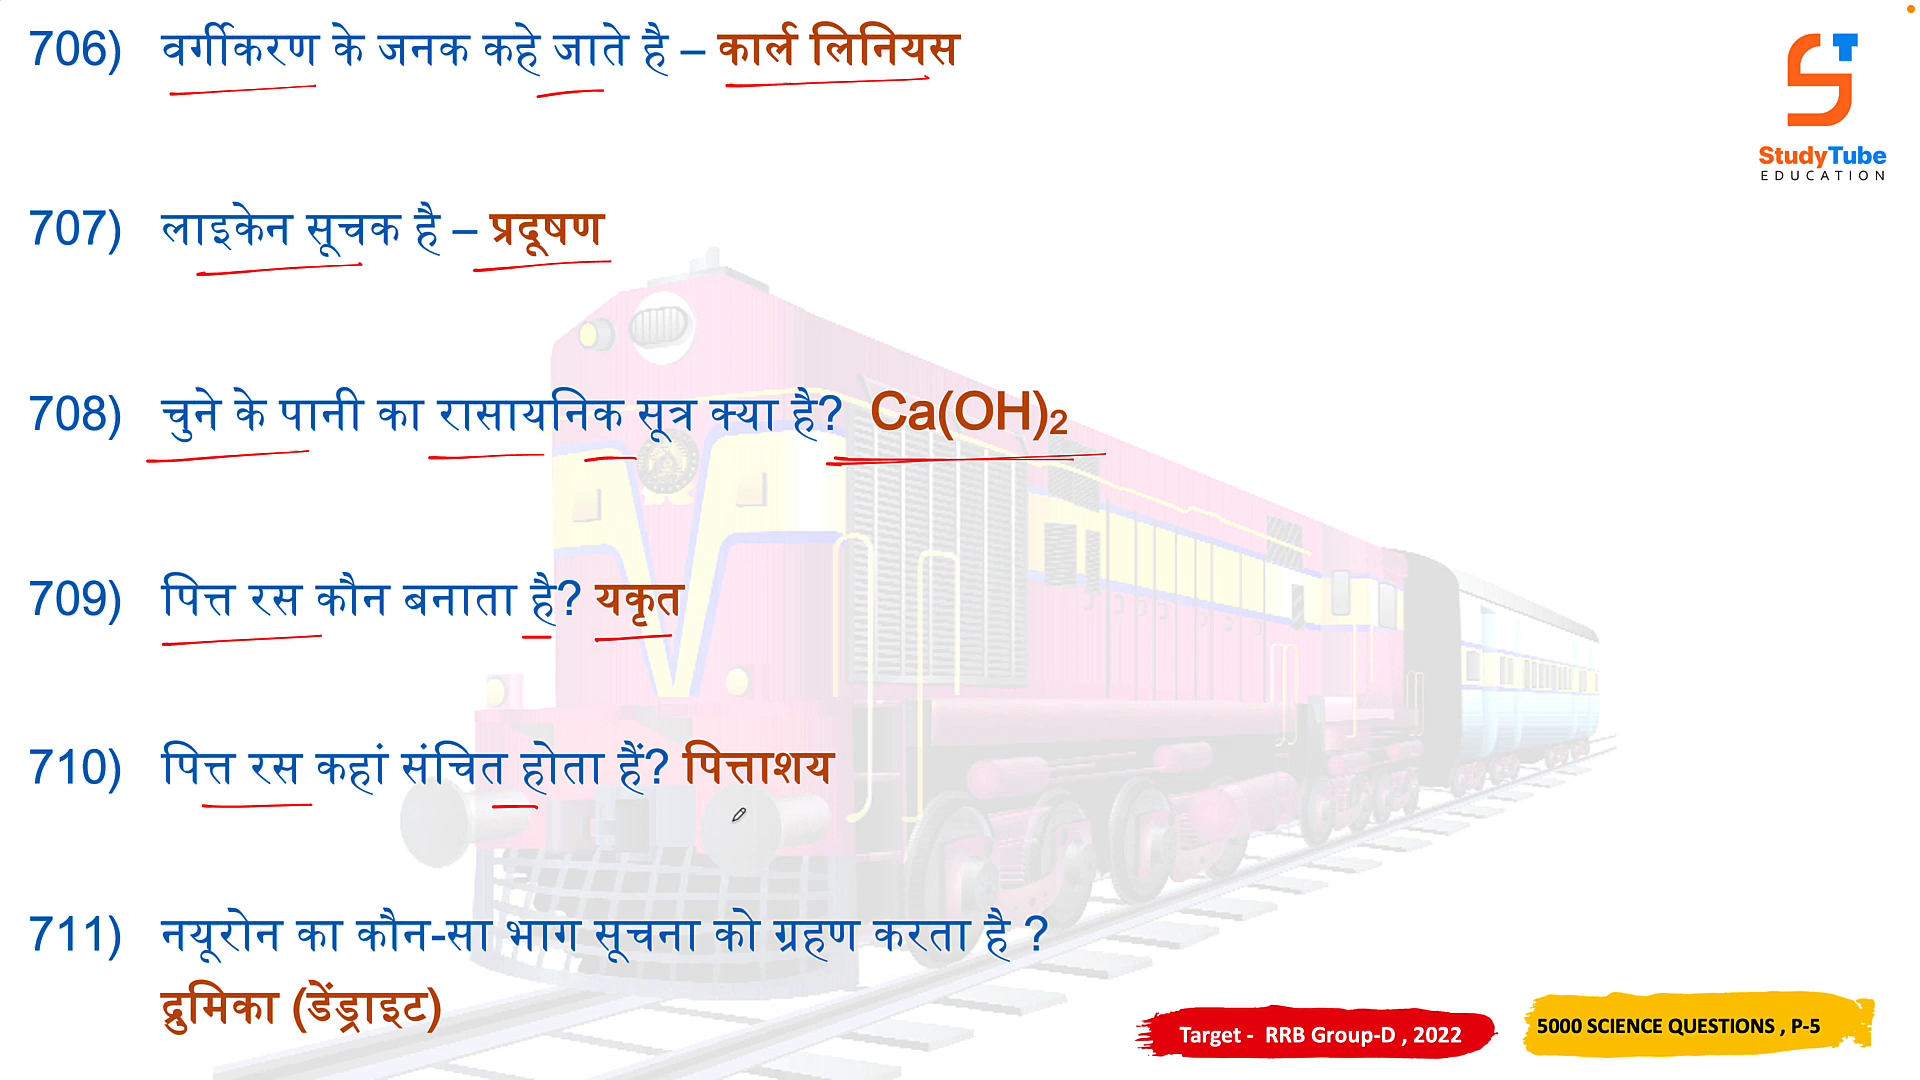 706) वर्गीकरण के जनक कहे जाते है – कार्ल लिनियस
StudyTube
EDUCATION
707) लाइकेन सूचक है – प्रदूषण
708) चुने के पानी का रासायनिक सूत्र क्या है? Ca(OH)₂
709) पित्त रस कौन बनाता है? यकृत
710) पित्त रस कहां संचित होता हैं? पित्ताशय
711) नयूरोन का कौन-सा भाग सूचना को ग्रहण करता है ?
द्रुमिका (डेंड्राइट)
Target - RRB Group-D , 2022
5000 SCIENCE QUESTIONS , P-5